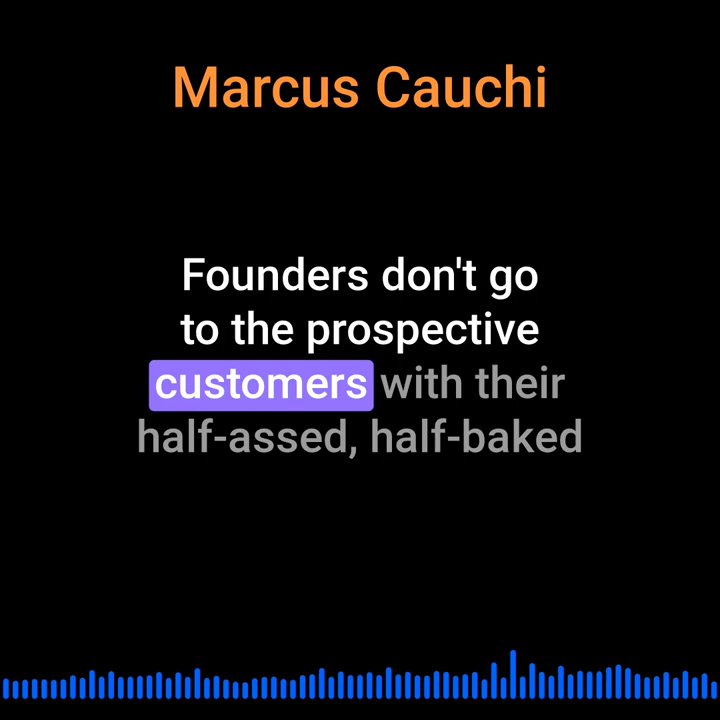 Marcus Cauchi
Founders don't go
to the prospective
customers with their
half-assed, half-baked